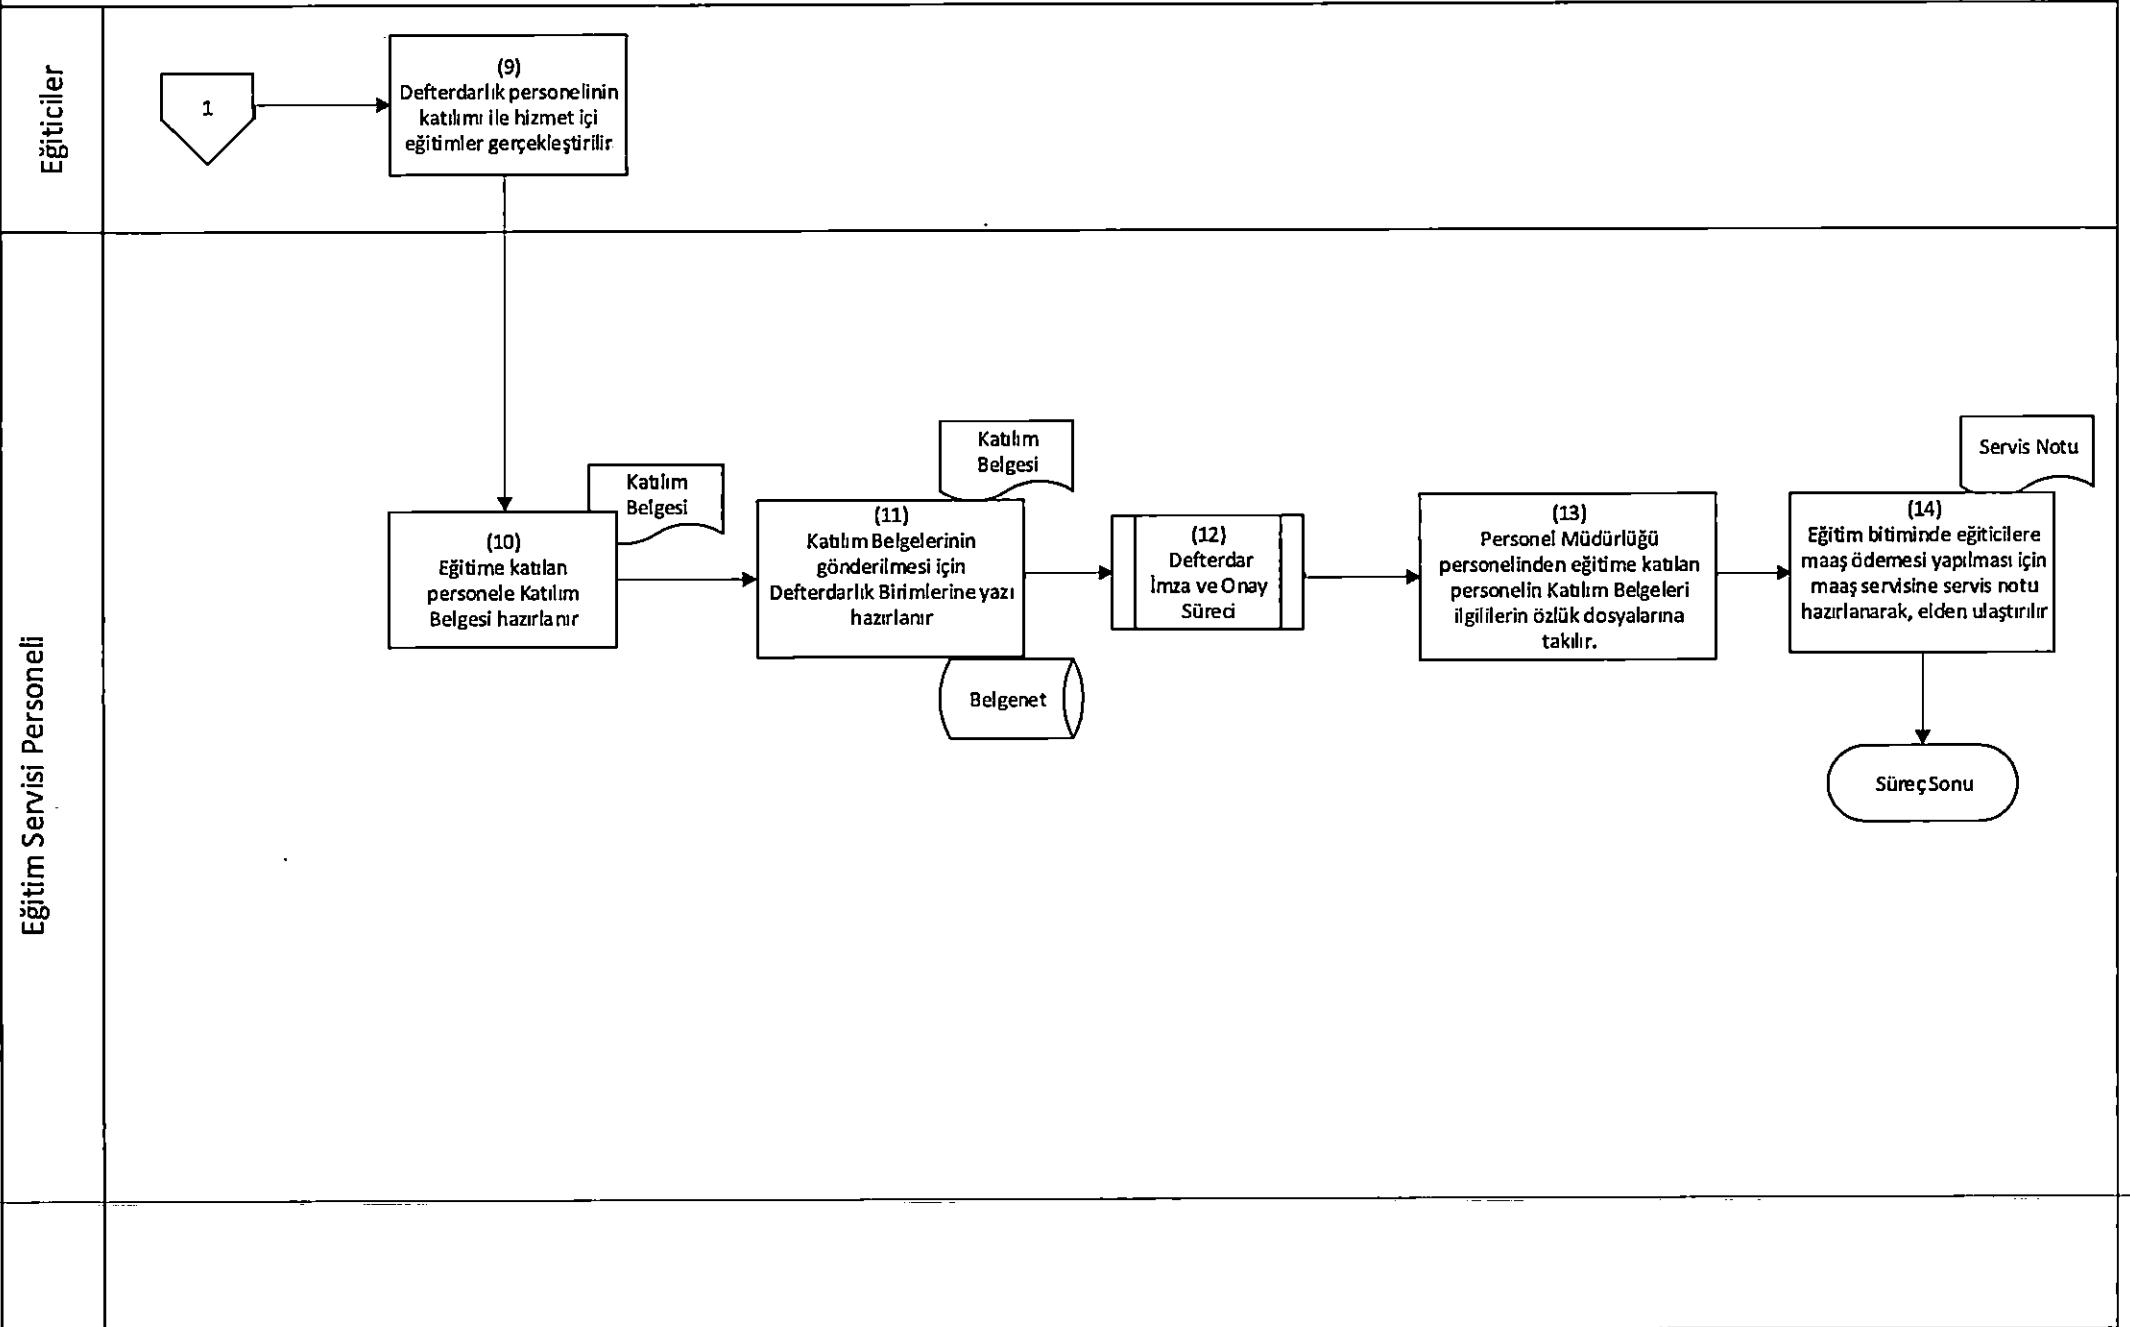 Eğiticiler
1
(9)
Defterdarlık personelinin
katılımı ile hizmet içi
eğitimler gerçekleştirilir
Eğitim Servisi Personeli
Katılım
Belgesi
(10)
Eğitime katılan
personele Katılım
Belgesi hazırlanır
Katılım
Belgesi
(11)
Katılım Belgelerinin
gönderilmesi için
Defterdarlık Birimlerine yazı
hazırlanır
Belgenet
(12)
Defterdar
İmza ve Onay
Süreci
(13)
Personel Müdürlüğü
personelinden eğitime katılan
personelin Katılım Belgeleri
ilgililerin özlük dosyalarına
takılır.
Servis Notu
(14)
Eğitim bitiminde eğiticilere
maaş ödemesi yapılması için
maaş servisine servis notu
hazırlanarak, elden ulaştırılır
Süreç Sonu